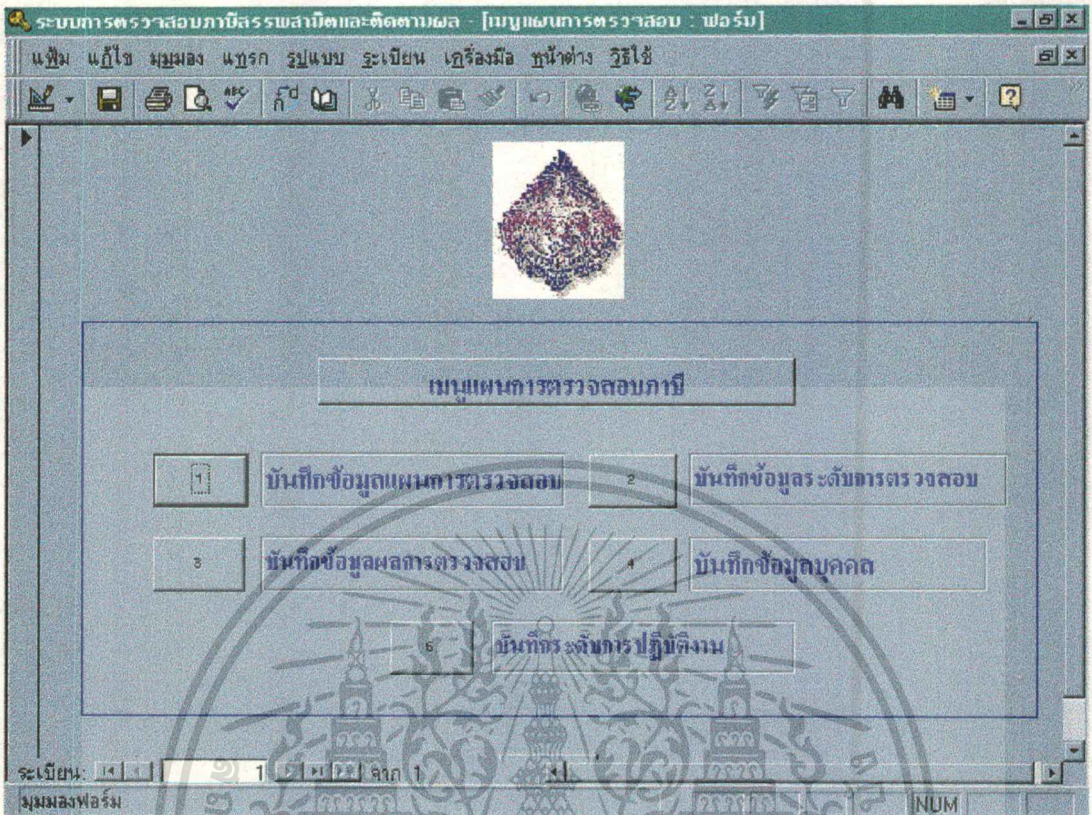 ระบบการตรวจสอบภาษีสรรพสามิตและติดตามผล - [เมนูแผนการตรวจสอบ : ฟอร์ม]
แฟ้ม แก้ไข มุมมอง แทรก รูปแบบ ระเบียน เครื่องมือ หน้าต่าง วิธีใช้
เมนูแผนการตรวจสอบภาษี
1 บันทึกข้อมูลแผนการตรวจสอบ 2 บันทึกข้อมูลระดับการตรวจสอบ
3 บันทึกข้อมูลผลการตรวจสอบ 4 บันทึกข้อมูลบุคคล
5 บันทึกระดับการปฏิบัติงาน
ระเบียน: 1 จาก 1
มุมมองฟอร์ม NUM